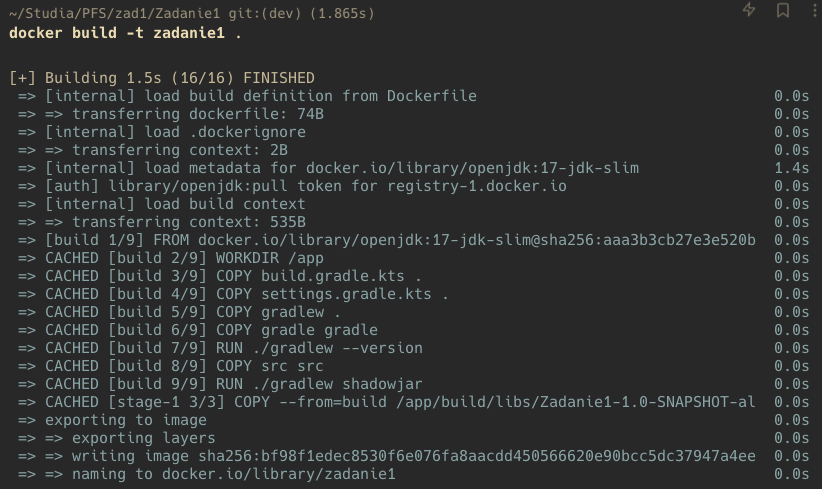 ~/Studia/PFS/zad1/Zadanie1 git:(dev) (1.865s)
docker build -t zadanie1 .
[+] Building 1.5s (16/16) FINISHED
=> [internal] load build definition from Dockerfile 0.0s
=> => transferring dockerfile: 74B 0.0s
=> [internal] load .dockerignore 0.0s
=> => transferring context: 2B 0.0s
=> [internal] load metadata for docker.io/library/openjdk:17-jdk-slim 1.4s
=> [auth] library/openjdk:pull token for registry-1.docker.io 0.0s
=> [internal] load build context 0.0s
=> => transferring context: 535B 0.0s
=> [build 1/9] FROM docker.io/library/openjdk:17-jdk-slim@sha256:aaa3b3cb27e3e520b 0.0s
=> CACHED [build 2/9] WORKDIR /app 0.0s
=> CACHED [build 3/9] COPY build.gradle.kts . 0.0s
=> CACHED [build 4/9] COPY settings.gradle.kts . 0.0s
=> CACHED [build 5/9] COPY gradlew . 0.0s
=> CACHED [build 6/9] COPY gradle gradle 0.0s
=> CACHED [build 7/9] RUN ./gradlew --version 0.0s
=> CACHED [build 8/9] COPY src src 0.0s
=> CACHED [build 9/9] RUN ./gradlew shadowjar 0.0s
=> CACHED [stage-1 3/3] COPY --from=build /app/build/libs/Zadanie1-1.0-SNAPSHOT-al 0.0s
=> exporting to image 0.0s
=> => exporting layers 0.0s
=> => writing image sha256:bf98f1edec8530f6e076fa8aacdd450566620e90bcc5dc37947a4ee 0.0s
=> => naming to docker.io/library/zadanie1 0.0s